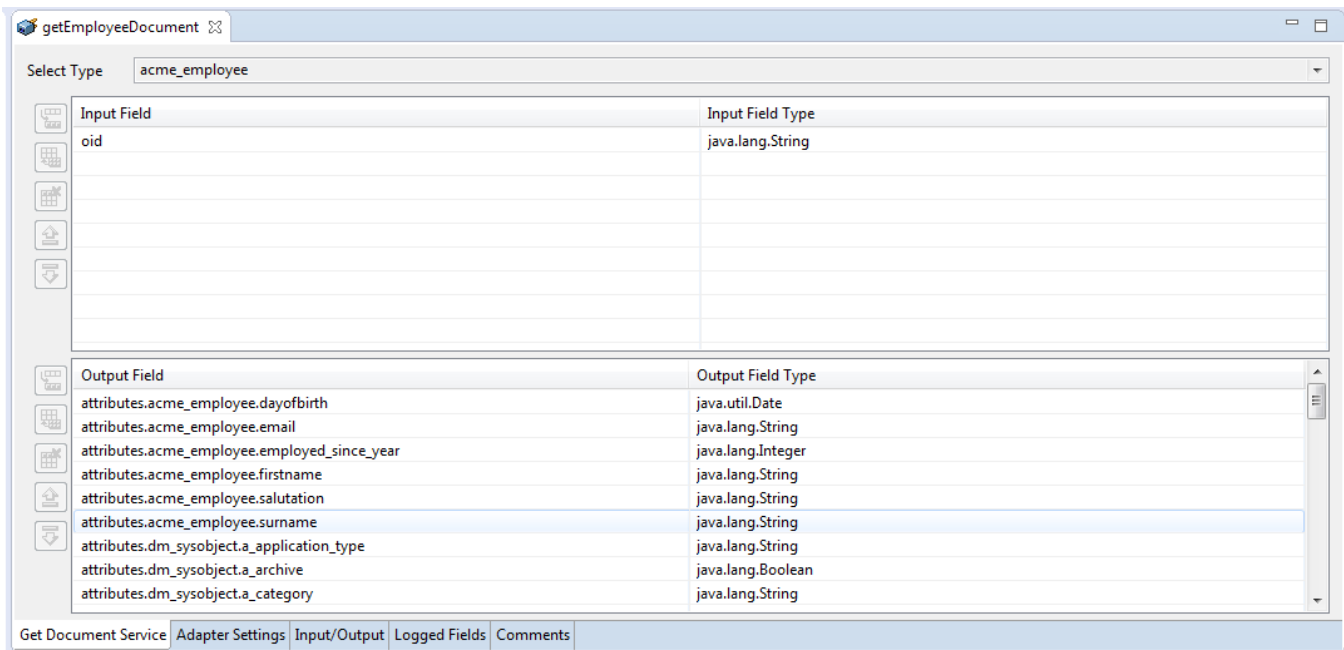 getEmployeeDocument
Select Type acme_employee
Input Field Input Field Type
oid java.lang.String
Output Field Output Field Type
attributes.acme_employee.dayofbirth java.util.Date
attributes.acme_employee.email java.lang.String
attributes.acme_employee.employed_since_year java.lang.Integer
attributes.acme_employee.firstname java.lang.String
attributes.acme_employee.salutation java.lang.String
attributes.acme_employee.surname java.lang.String
attributes.dm_sysobject.a_application_type java.lang.String
attributes.dm_sysobject.a_archive java.lang.Boolean
attributes.dm_sysobject.a_category java.lang.String
Get Document Service Adapter Settings Input/Output Logged Fields Comments